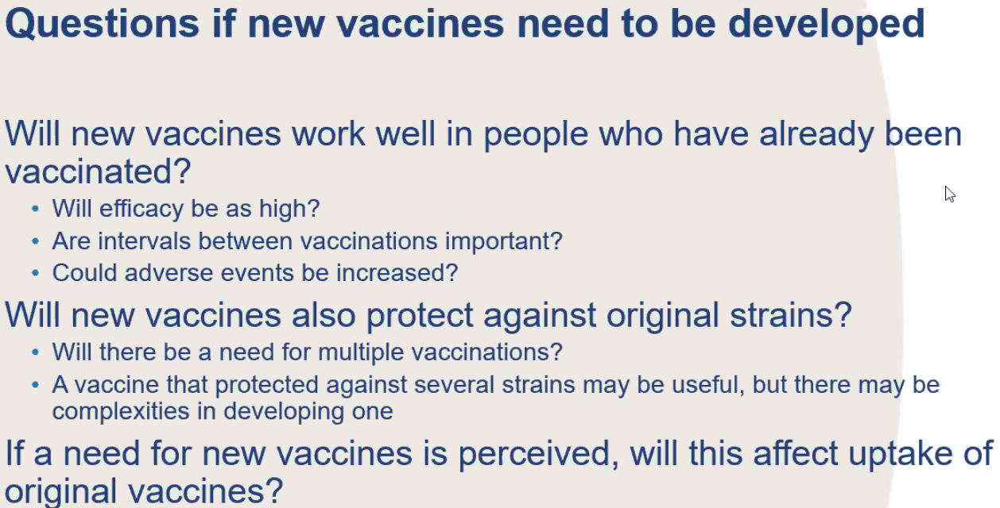 Questions if new vaccines need to be developed
Will new vaccines work well in people who have already been
vaccinated?
• Will efficacy be as high?
• Are intervals between vaccinations important?
• Could adverse events be increased?
Will new vaccines also protect against original strains?
• Will there be a need for multiple vaccinations?
• A vaccine that protected against several strains may be useful, but there may be
complexities in developing one
If a need for new vaccines is perceived, will this affect uptake of
original vaccines?